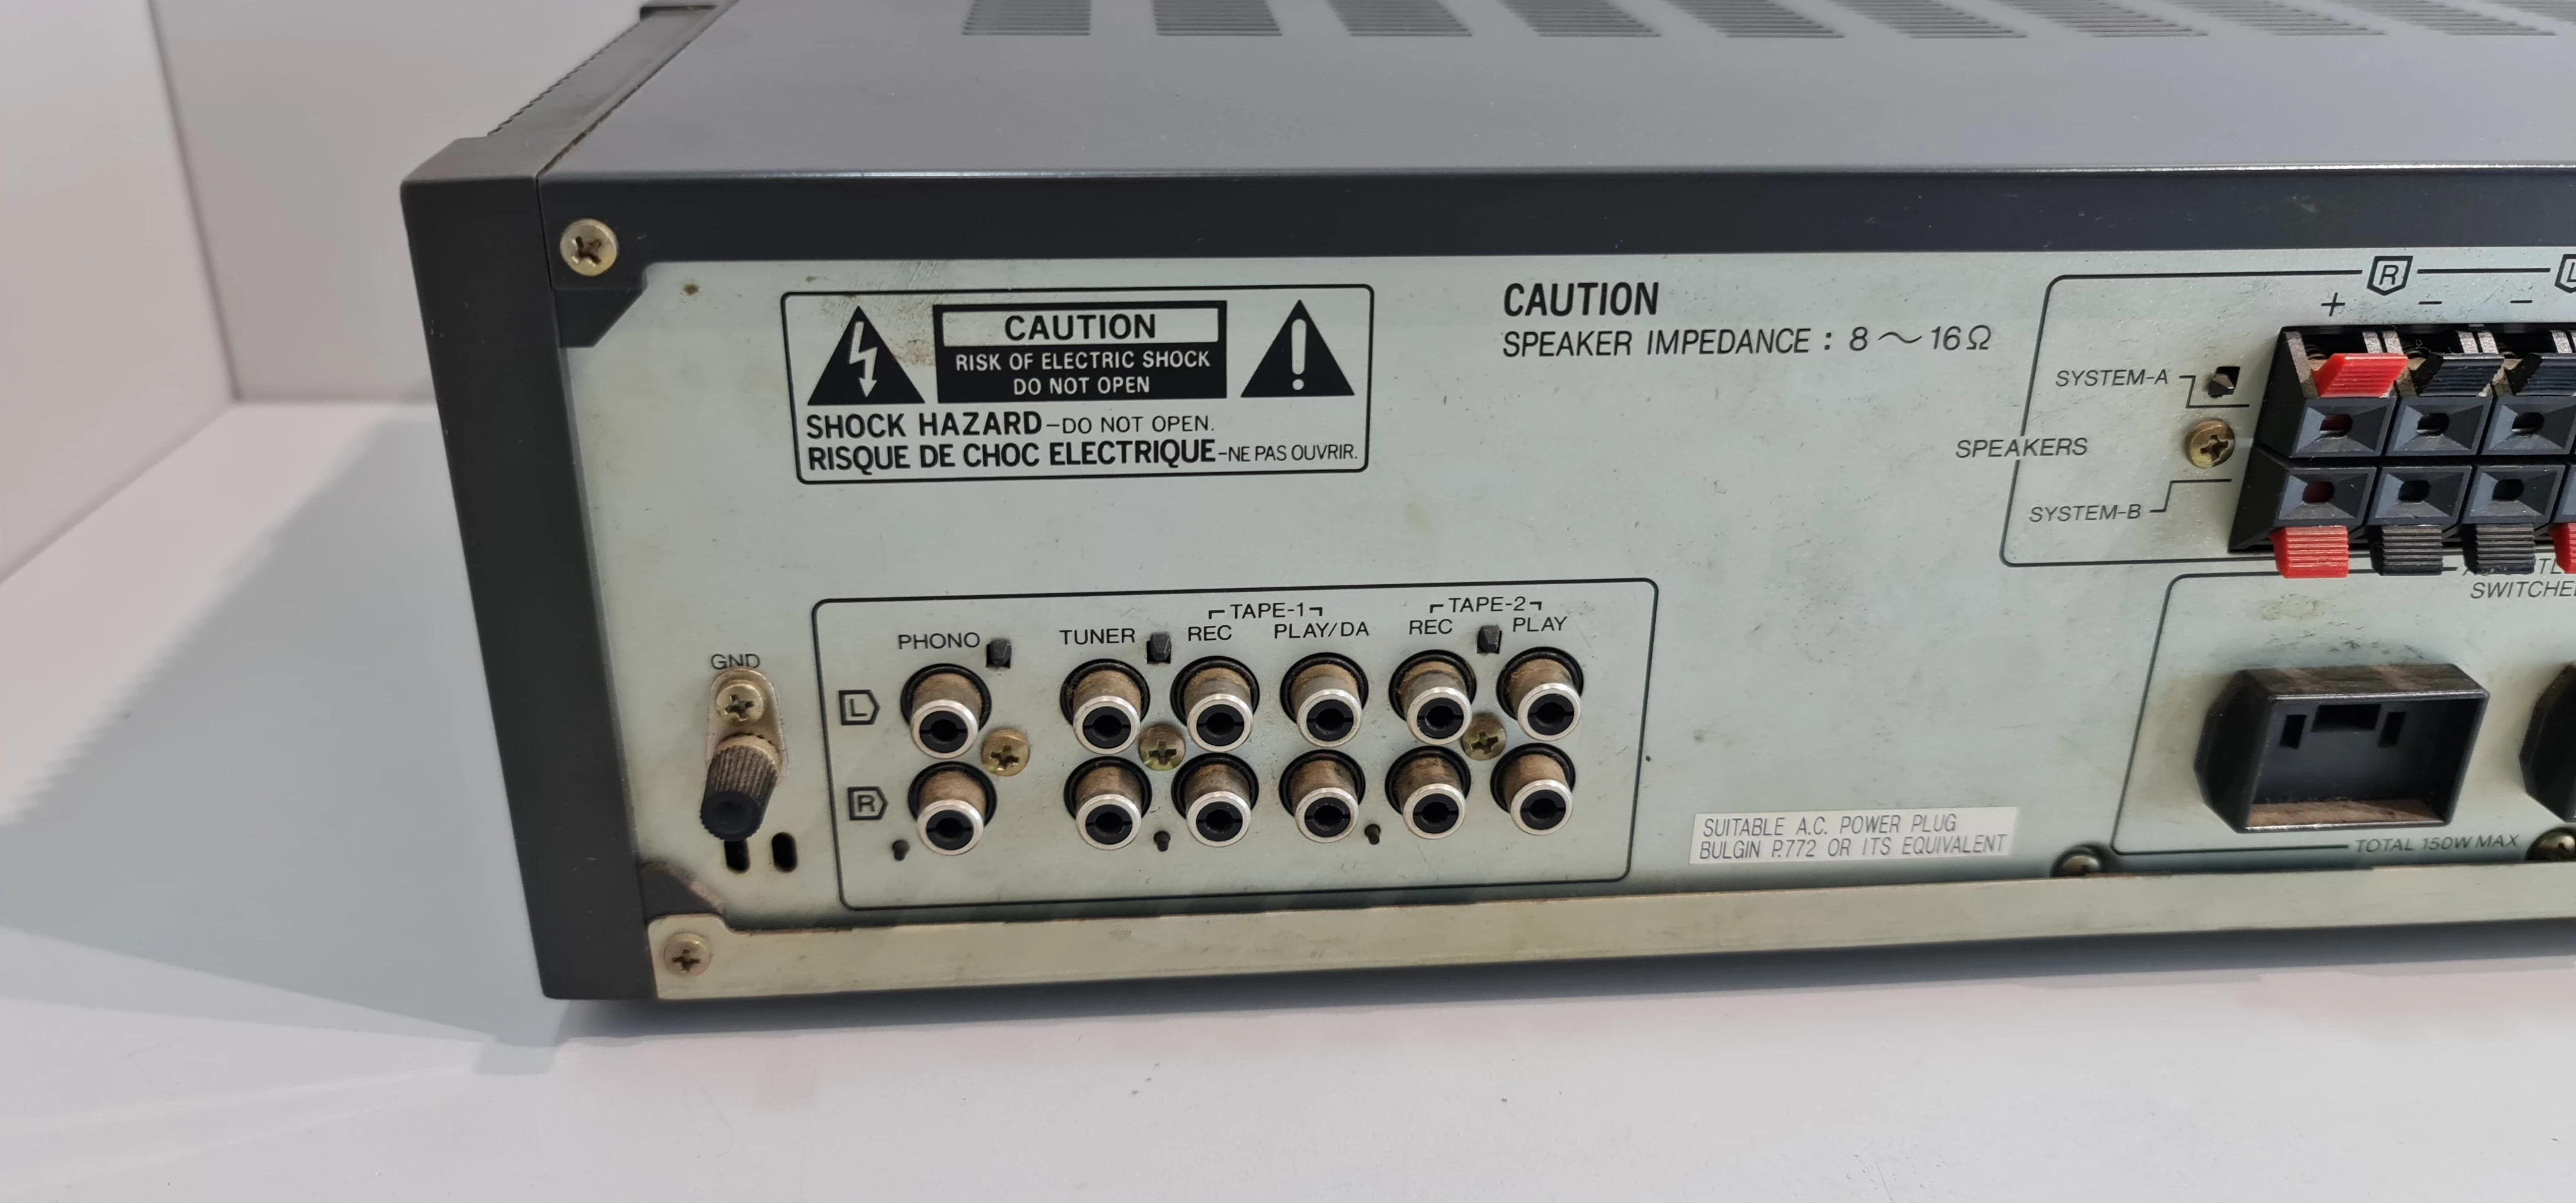 CAUTION
RISK OF ELECTRIC SHOCK
DO NOT OPEN
SHOCK HAZARD-DO NOT OPEN.
RISQUE DE CHOC ELECTRIQUE-NE PAS OUVRIR.
CAUTION
SPEAKER IMPEDANCE : 8 ～ 16Ω
R
+ - -
SYSTEM-A
SPEAKERS
SYSTEM-B
GND
PHONO
TUNER
TAPE-1
REC PLAY/DA
TAPE-2
REC PLAY
L
R
SUITABLE A.C. POWER PLUG
BULGIN P.772 OR ITS EQUIVALENT
TOTAL 150W MAX